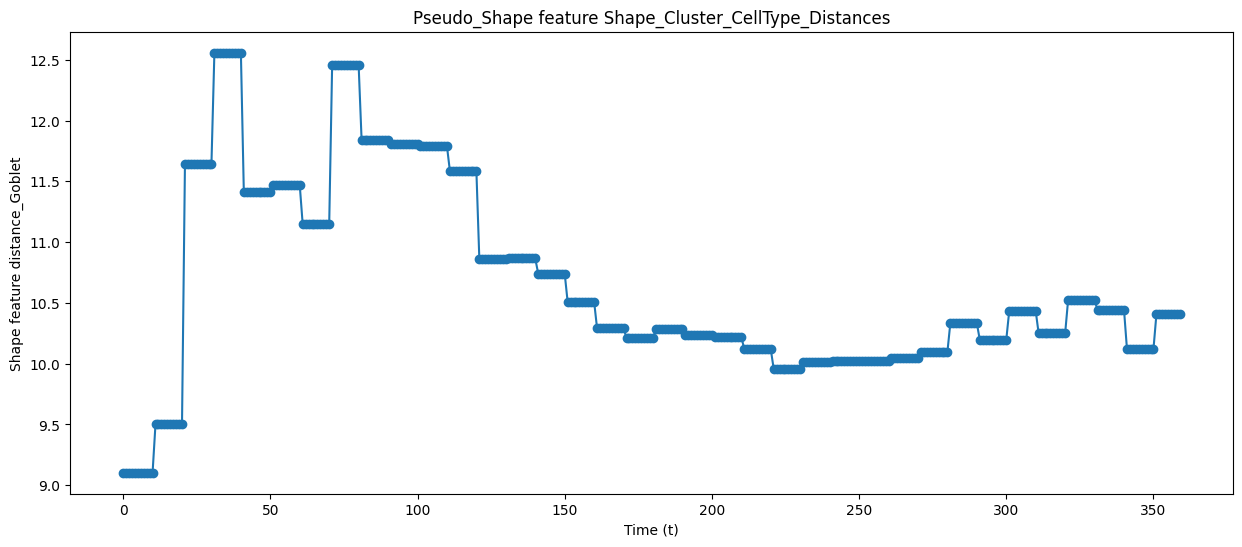 Pseudo_Shape feature Shape_Cluster_CellType_Distances
Shape feature distance_Goblet
12.5
12.0
11.5
11.0
10.5
10.0
9.5
9.0
0 50 100 150 200 250 300 350
Time (t)